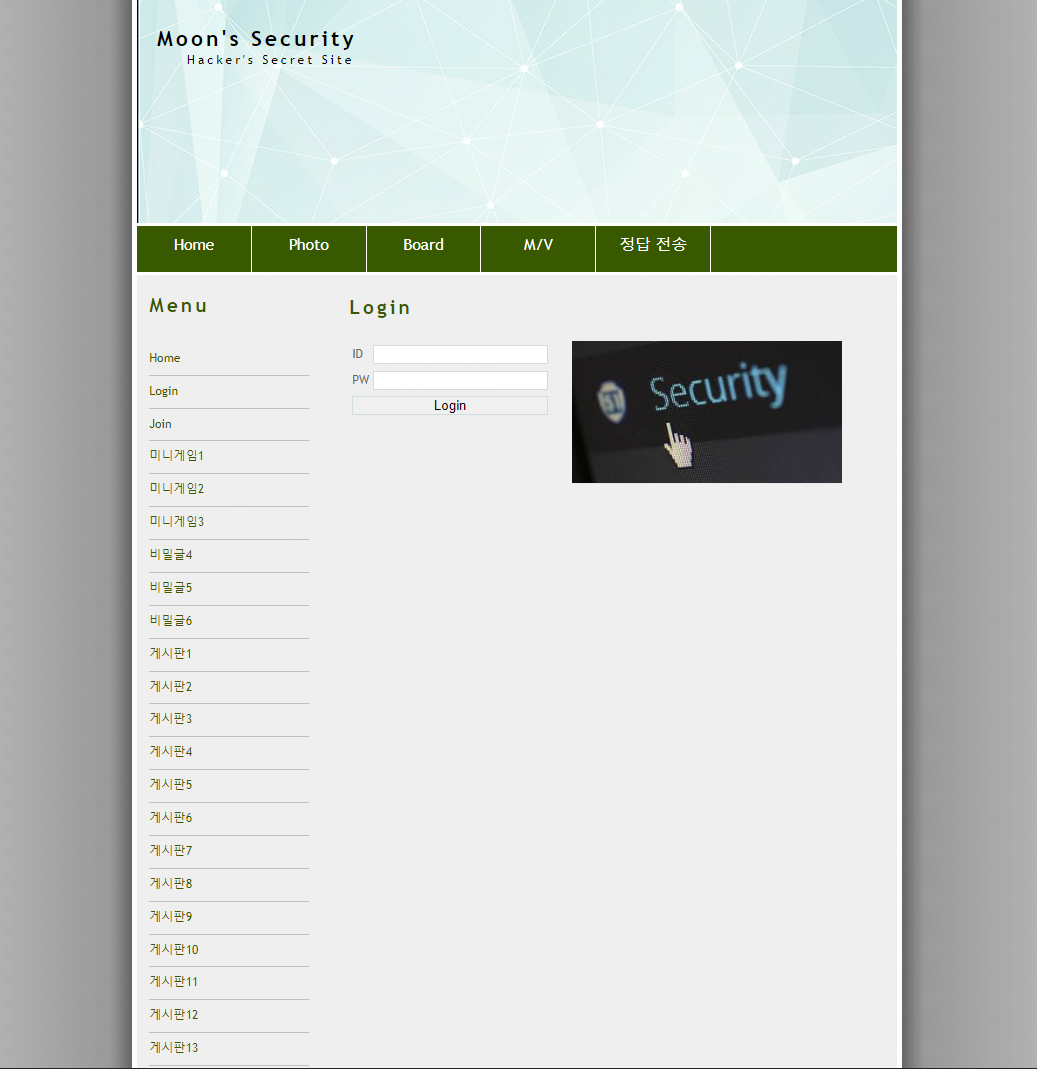 Moon's Security
Hacker's Secret Site
Home
Photo
Board
M/V
정답 전송
Menu
Home
Login
Join
미니게임1
미니게임2
미니게임3
비밀글4
비밀글5
비밀글6
게시판1
게시판2
게시판3
게시판4
게시판5
게시판6
게시판7
게시판8
게시판9
게시판10
게시판11
게시판12
게시판13
Login
ID
PW
Login
Security